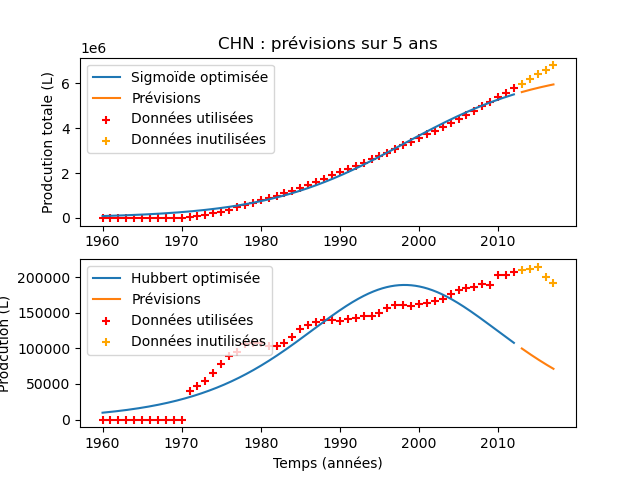 CHN : prévisions sur 5 ans
1e6
Prodcution totale (L)
6
4
2
0
Sigmoïde optimisée
Prévisions
Données utilisées
Données inutilisées
1960 1970 1980 1990 2000 2010
Prodcution (L)
200000
150000
100000
50000
0
Hubbert optimisée
Prévisions
Données utilisées
Données inutilisées
1960 1970 1980 1990 2000 2010
Temps (années)